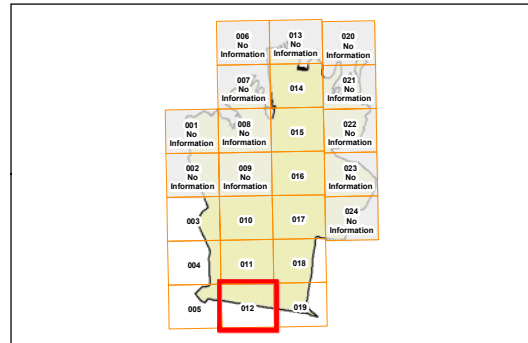 006
No
Information
013
No
Information
020
No
Information
007
No
Information
014
021
No
Information
001
No
Information
008
No
Information
015
022
No
Information
002
No
Information
009
No
Information
016
023
No
Information
003
010
017
024
No
Information
004
011
018
005
012
019